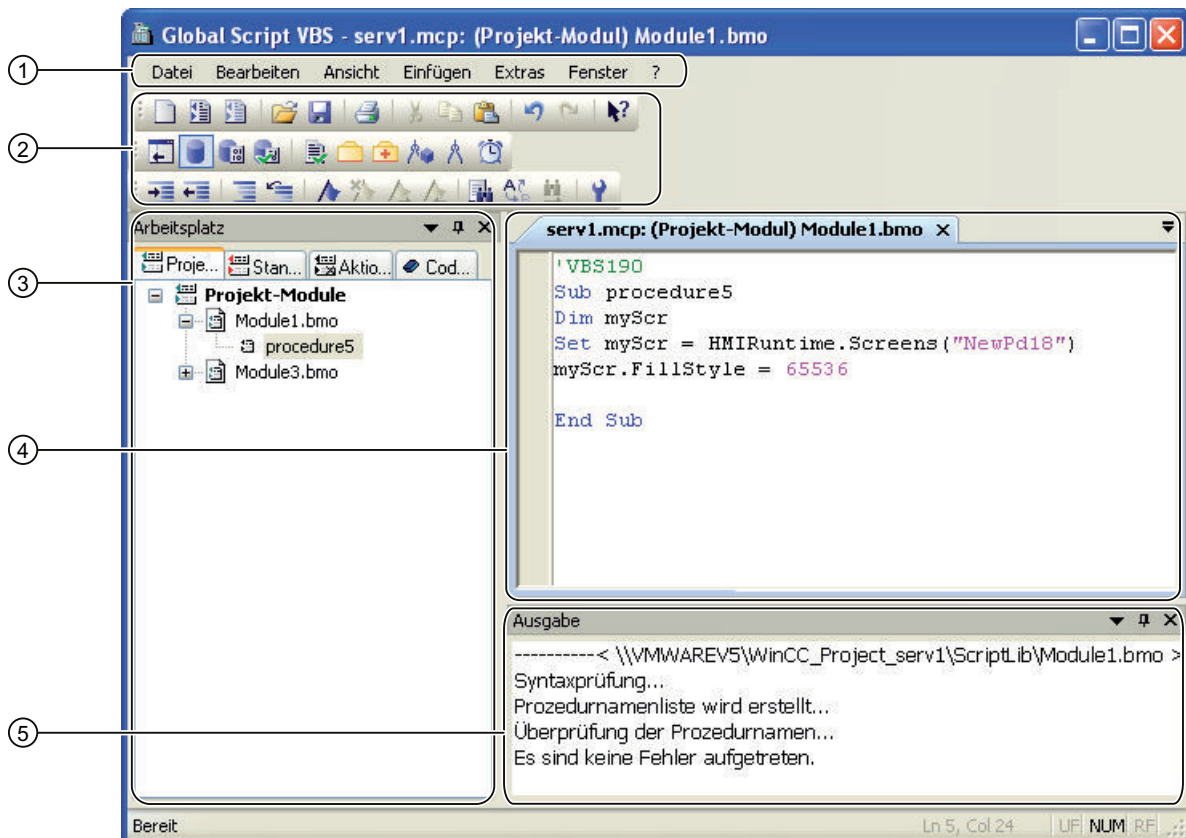 Global Script VBS - serv1.mcp: (Projekt-Modul) Module1.bmo
1
Datei Bearbeiten Ansicht Einfügen Extras Fenster ?
2
Arbeitsplatz
serv1.mcp: (Projekt-Modul) Module1.bmo
Proje... Stan... Aktio... Cod...
3
Projekt-Module
Module1.bmo
procedure5
Module3.bmo
'VBS190
Sub procedure5
Dim myScr
Set myScr = HMIRuntime.Screens("NewPd18")
myScr.FillStyle = 65536
End Sub
4
Ausgabe
----------< \\VMWAREV5\WinCC_Project_serv1\ScriptLib\Module1.bmo >
Syntaxprüfung...
Prozedurnamenliste wird erstellt...
Überprüfung der Prozedurnamen...
Es sind keine Fehler aufgetreten.
5
Bereit Ln 5, Col 24 UF NUM RF